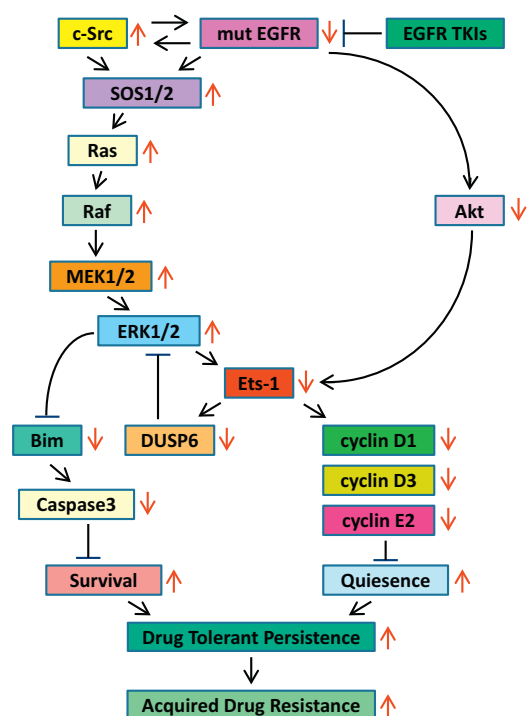 c-Src
mut EGFR
EGFR TKIs
SOS1/2
Ras
Raf
Akt
MEK1/2
ERK1/2
Ets-1
Bim
DUSP6
cyclin D1
cyclin D3
Caspase3
cyclin E2
Survival
Quiesence
Drug Tolerant Persistence
Acquired Drug Resistance